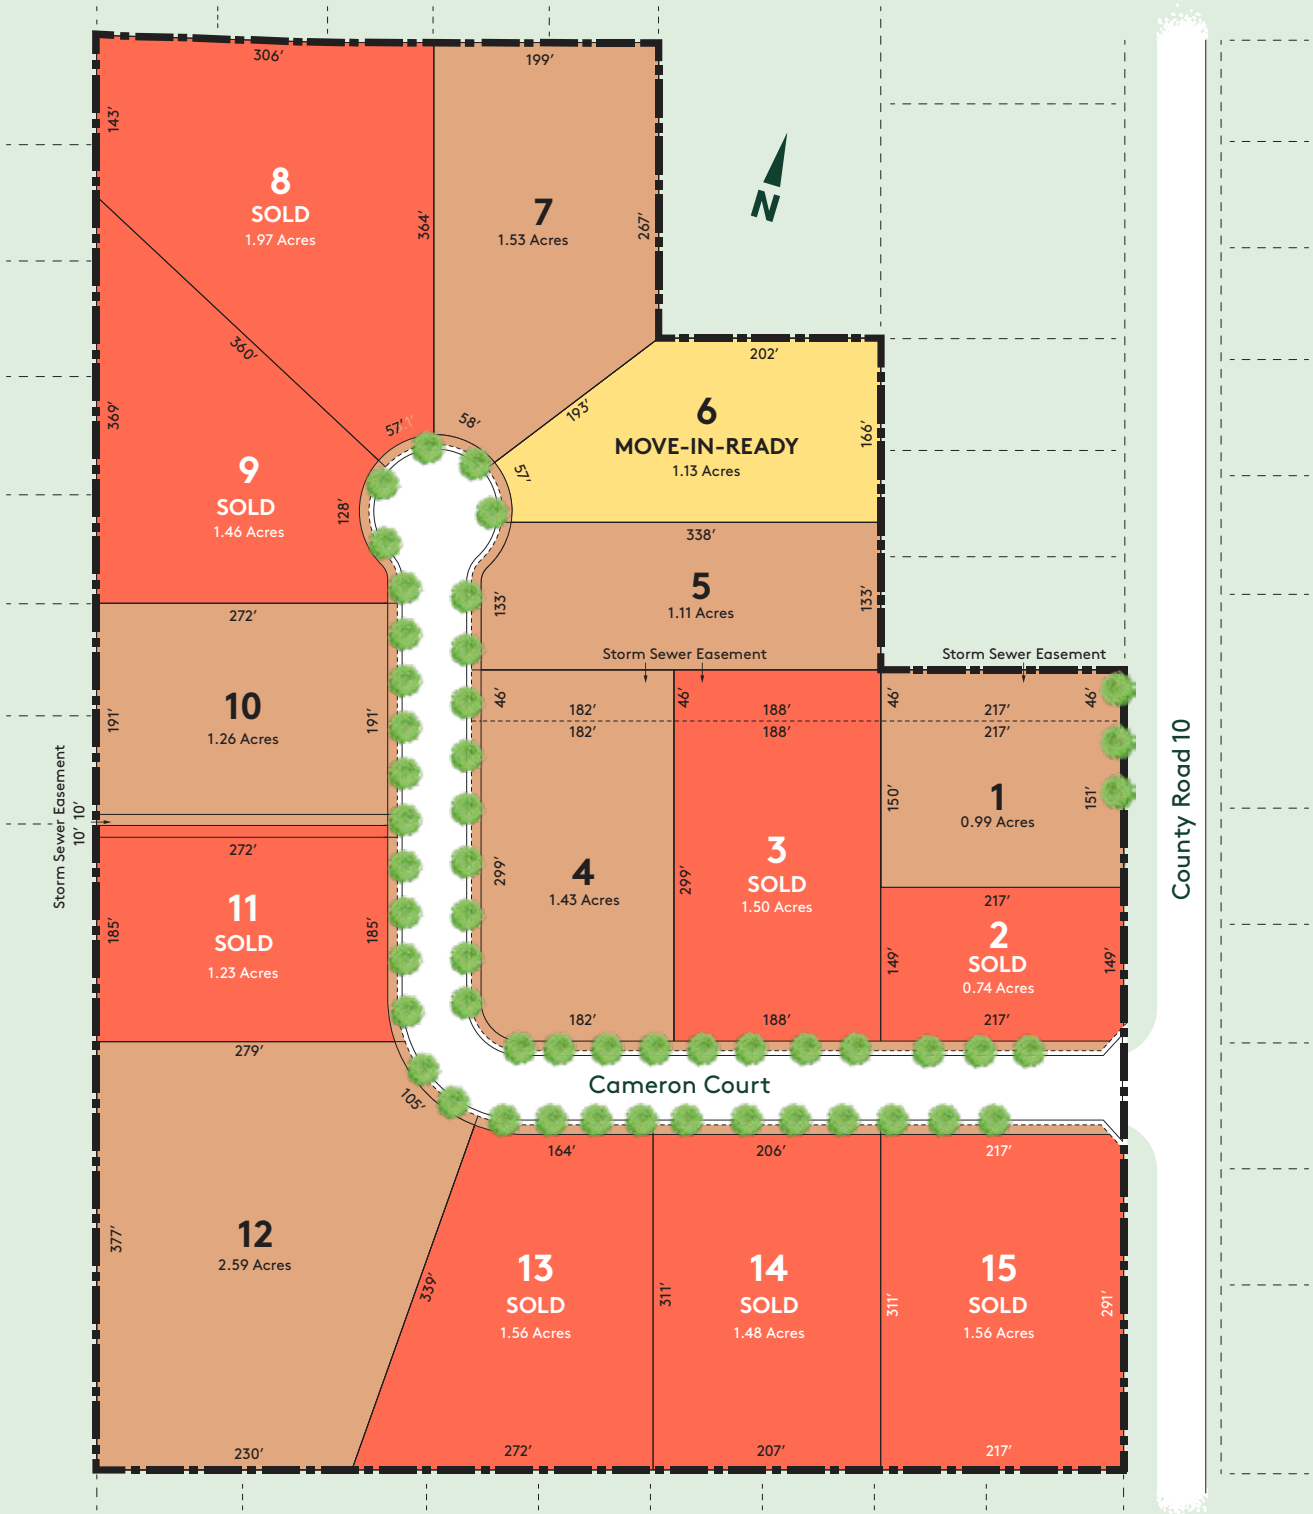 306′
199′
143′
8
SOLD
1.97 Acres
364′
7
1.53 Acres
267′
N
360′
369′
57′
58′
193′
202′
6
MOVE-IN-READY
1.13 Acres
166′
57′
9
SOLD
1.46 Acres
128′
338′
5
1.11 Acres
133′
133′
272′
Storm Sewer Easement
Storm Sewer Easement
10
1.26 Acres
191′
191′
46′
182′
182′
46′
188′
188′
46′
217′
217′
46′
1
0.99 Acres
150′
151′
County Road 10
Storm Sewer Easement
10′
10′
272′
11
SOLD
1.23 Acres
185′
185′
299′
4
1.43 Acres
299′
3
SOLD
1.50 Acres
217′
2
SOLD
0.74 Acres
149′
149′
182′
188′
217′
279′
105′
Cameron Court
164′
206′
217′
12
2.59 Acres
377′
339′
13
SOLD
1.56 Acres
311′
14
SOLD
1.48 Acres
311′
15
SOLD
1.56 Acres
291′
230′
272′
207′
217′